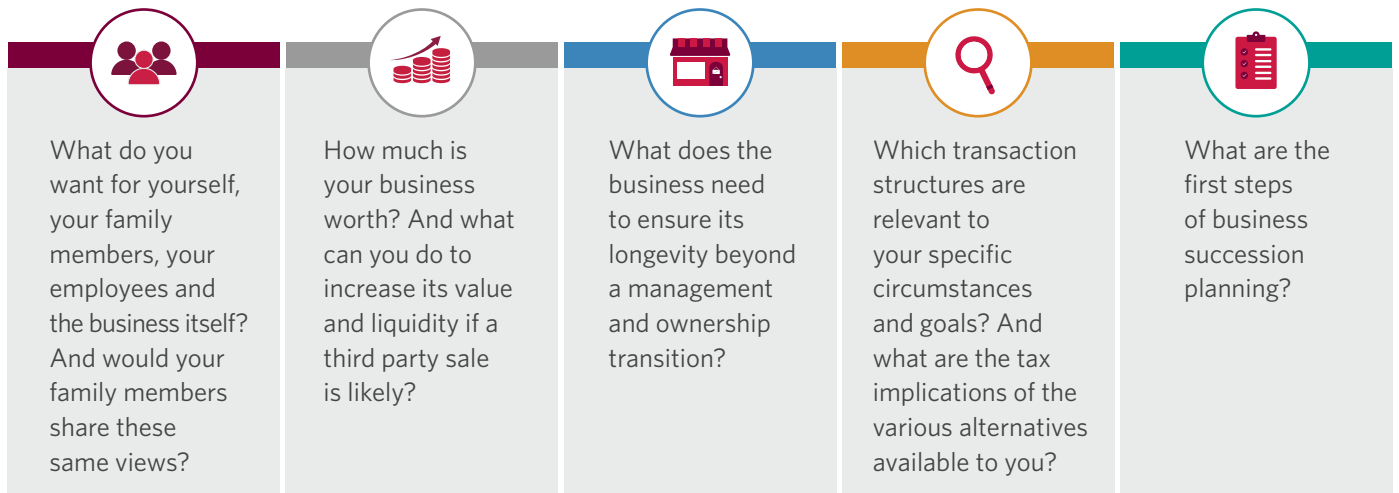 What do you
want for yourself,
your family
members, your
employees and
the business itself?
And would your
family members
share these
same views?
How much is
your business
worth? And what
can you do to
increase its value
and liquidity if a
third party sale
is likely?
What does the
business need
to ensure its
longevity beyond
a management
and ownership
transition?
Which transaction
structures are
relevant to
your specific
circumstances
and goals? And
what are the tax
implications of the
various alternatives
available to you?
What are the
first steps
of business
succession
planning?